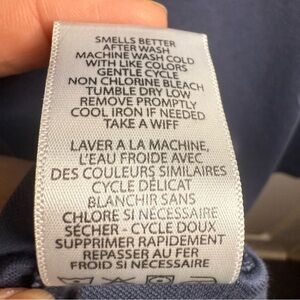 SMELLS BETTER
AFTER WASH
MACHINE WASH COLD
WITH LIKE COLORS
GENTLE CYCLE
NON CHLORINE BLEACH
TUMBLE DRY LOW
REMOVE PROMPTLY
COOL IRON IF NEEDED
TAKE A WIFF
LAVER A LA MACHINE,
L'EAU FROIDE AVEC
DES COULEURS SIMILAIRES
CYCLE DÉLICAT
BLANCHIR SANS
CHLORE SI NÉCESSAIRE
SÉCHER - CYCLE DOUX
SUPPRIMER RAPIDEMENT
REPASSER AU FER
FROID SI NÉCESSAIRE